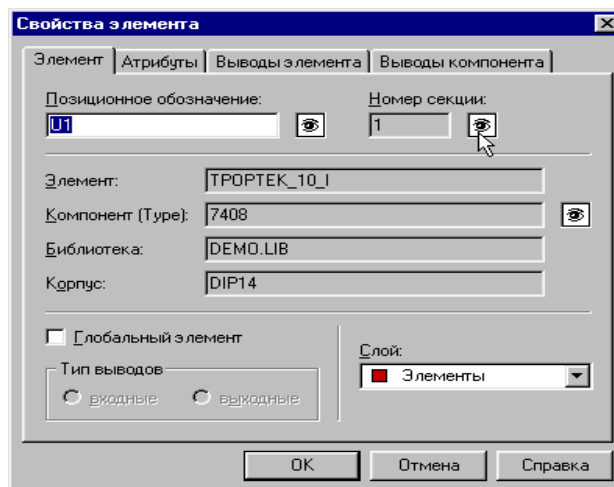 Свойства элемента
Элемент Атрибуты Выводы элемента Выводы компонента
Позиционное обозначение: Номер секции:
U1 1
Элемент: TPOPTEK_10_I
Компонент (Type): 7408
Библиотека: DEMO.LIB
Корпус: DIP14
Глобальный элемент
Слой:
Тип выводов
Элементы
входные выходные
OK Отмена Справка